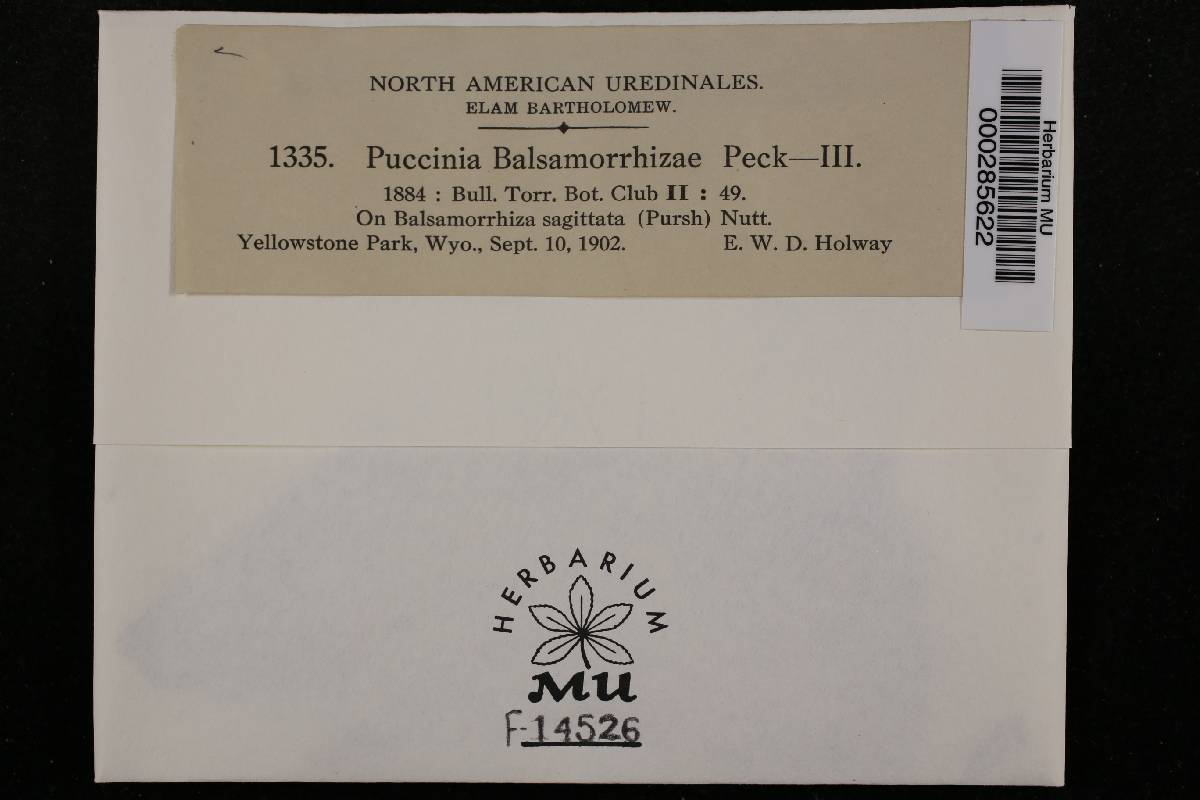 NORTH AMERICAN UREDINALES.
ELAM BARTHOLOMEW.
1335. Puccinia Balsamorrhizae Peck—III.
1884 : Bull. Torr. Bot. Club II : 49.
On Balsamorrhiza sagittata (Pursh) Nutt.
Yellowstone Park, Wyo., Sept. 10, 1902. E. W. D. Holway
Herbarium MU
000285622
HERBARIUM
MU
F-14526